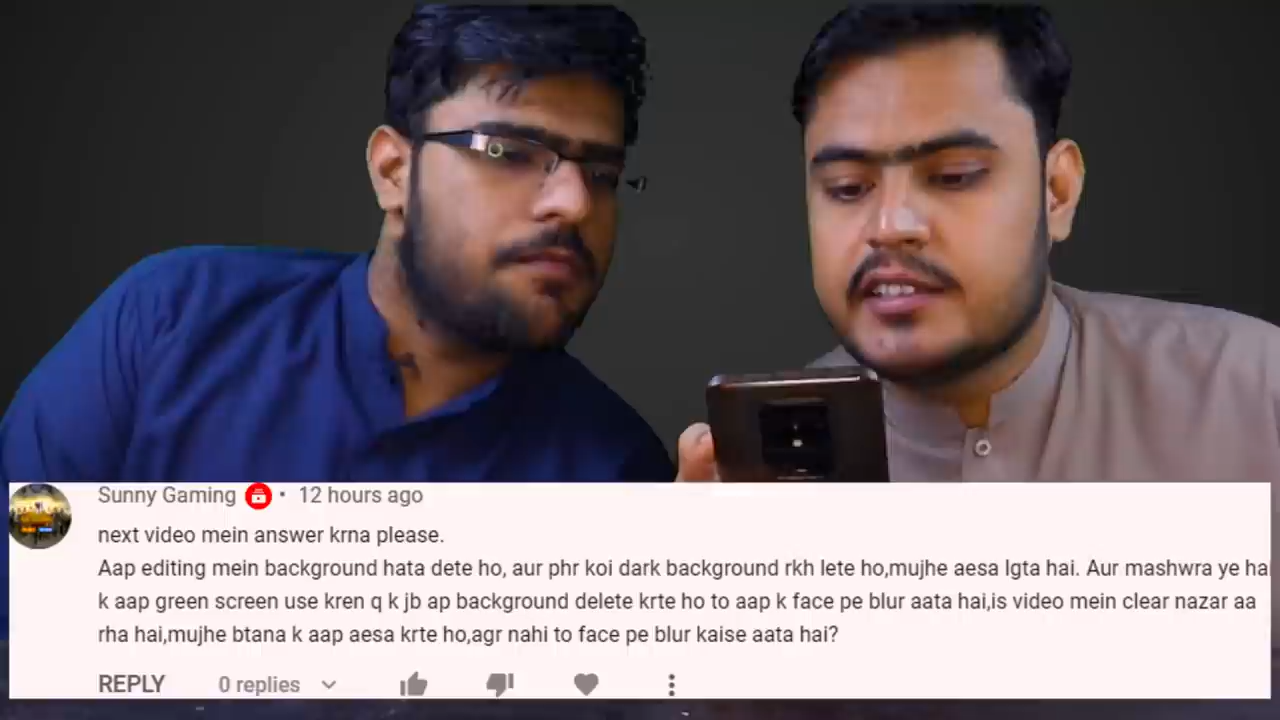 Sunny Gaming • 12 hours ago
next video mein answer krna please.
Aap editing mein background hata dete ho, aur phr koi dark background rkh lete ho,mujhe aesa lgta hai. Aur mashwra ye hai
k aap green screen use kren q k jb ap background delete krte ho to aap k face pe blur aata hai,is video mein clear nazar aa
rha hai,mujhe btana k aap aesa krte ho,agr nahi to face pe blur kaise aata hai?
REPLY 0 replies